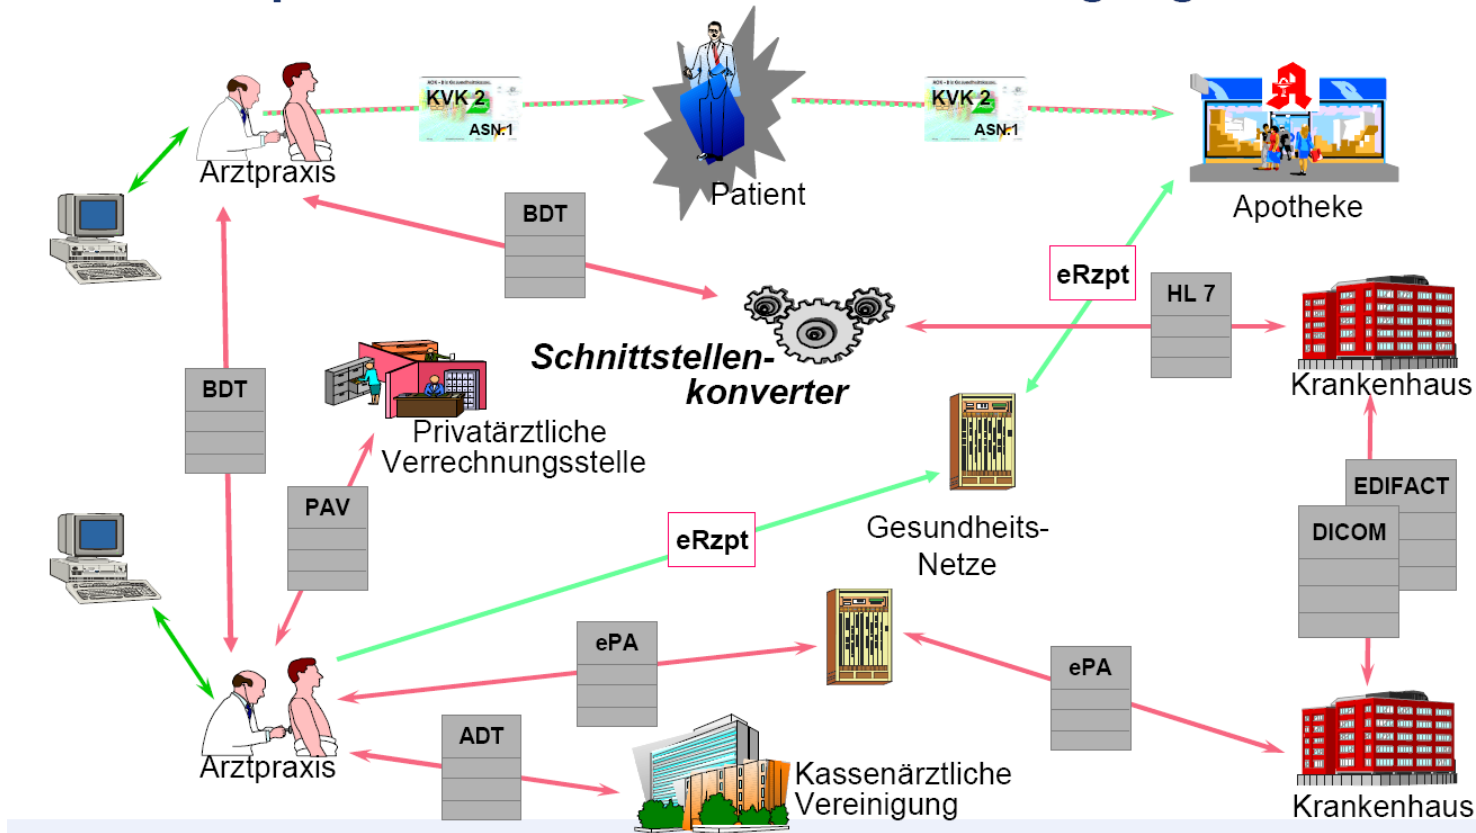 KVK 2
ASN.1
KVK 2
ASN.1
A
Arztpraxis
Patient
Apotheke
BDT
eRzpt
HL 7
Schnittstellen-
konverter
Krankenhaus
BDT
Privatärztliche
Verrechnungsstelle
PAV
EDIFACT
DICOM
eRzpt
Gesundheits-
Netze
ePA
ePA
ADT
Arztpraxis
Kassenärztliche
Vereinigung
Krankenhaus